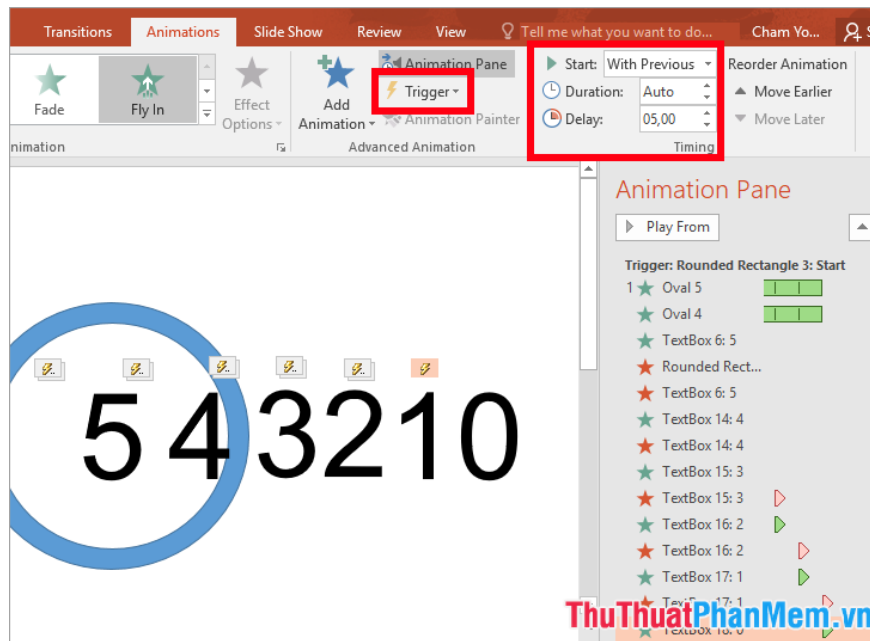 Transitions Animations Slide Show Review View Tell me what you want to do... Cham Yo...
Fade Fly In Effect Options Add Animation
Animation Pane
Trigger
Animation Painter
Start: With Previous
Duration: Auto
Delay: 05,00
Reorder Animation
Move Earlier
Move Later
nimation Advanced Animation Timing
Animation Pane
Play From
Trigger: Rounded Rectangle 3: Start
1 Oval 5
Oval 4
TextBox 6: 5
Rounded Rect...
TextBox 6: 5
TextBox 14: 4
TextBox 14: 4
TextBox 15: 3
TextBox 15: 3
TextBox 16: 2
TextBox 16: 2
TextBox 17: 1
TextBox 17: 1
TextBox 18: 0
5 4 3 2 1 0
ThuThuatPhanMem.vn